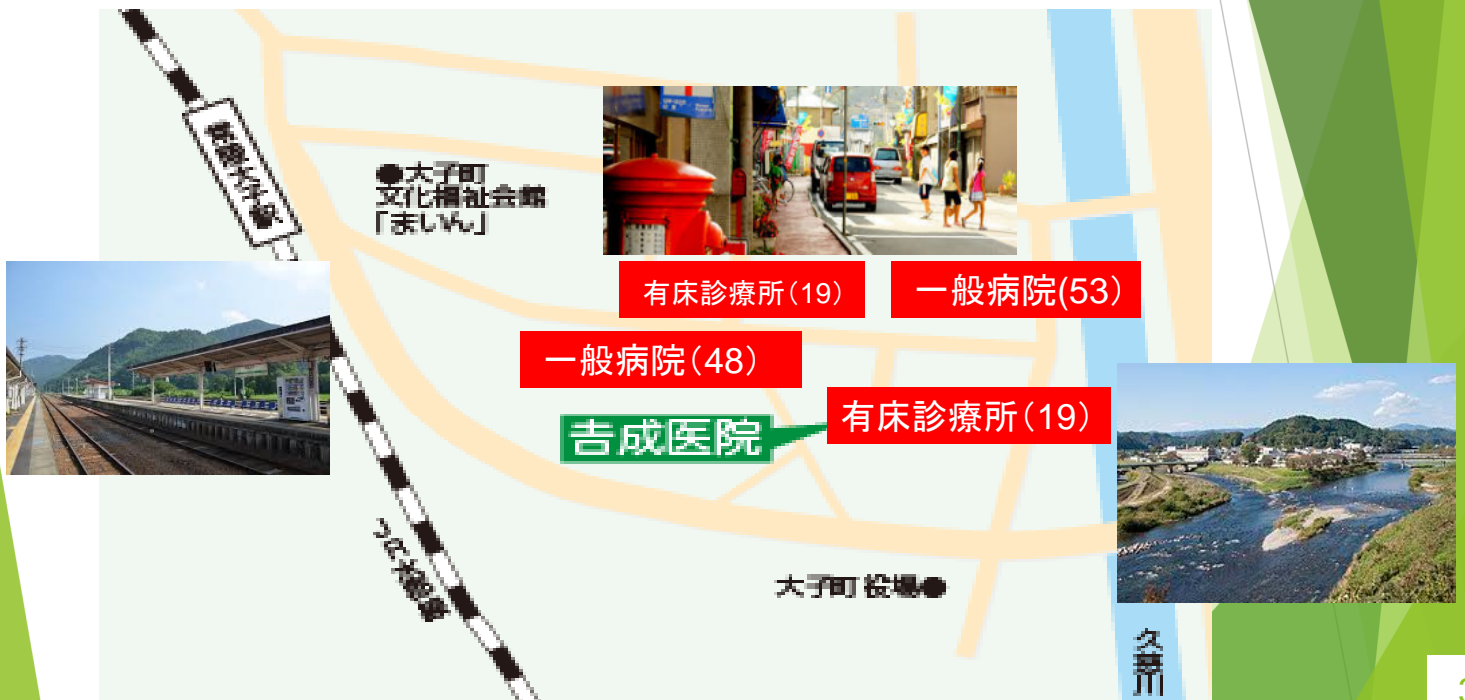 常陸大子駅
●大子町
文化福祉会館
「まいん」
有床診療所(19)
一般病院(53)
一般病院(48)
吉成医院
有床診療所(19)
JR水郡線
大子町役場●
久慈川
3